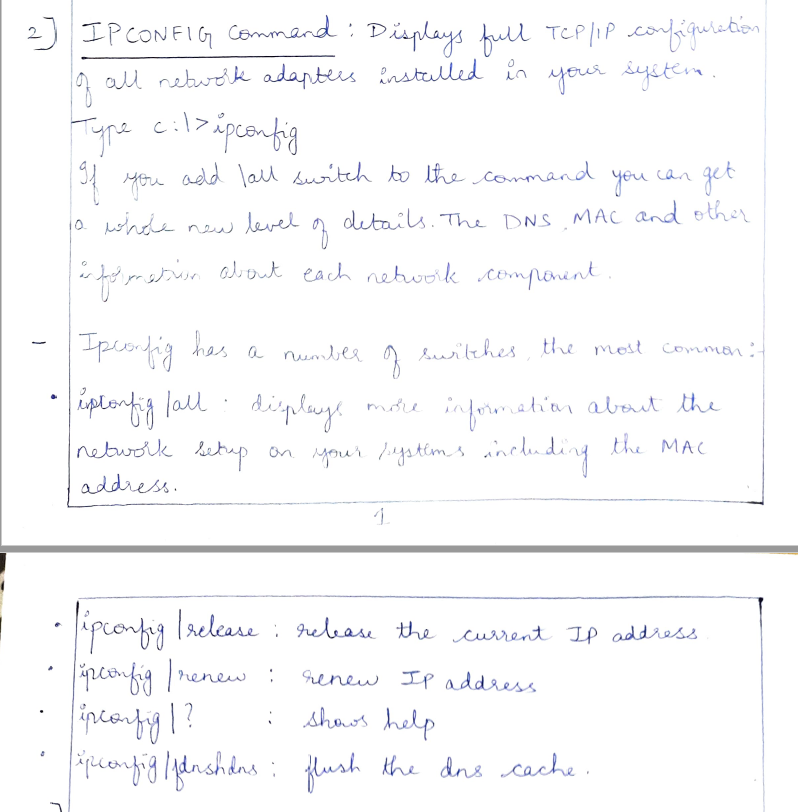 2] IPCONFIG Command : Displays full TCP/IP configuration
of all network adapters installed in your system.
Type c:\>ipconfig
If you add \all switch to the command you can get
a whole new level of details. The DNS, MAC and other
information about each network component.
- Ipconfig has a number of switches, the most common :-
• ipconfig /all : displays more information about the
network setup on your systems including the MAC
address.
1
• ipconfig /release : release the current IP address
• ipconfig /renew : renew IP address
• ipconfig /? : shows help
• ipconfig /fdnshdns : flush the dns cache.